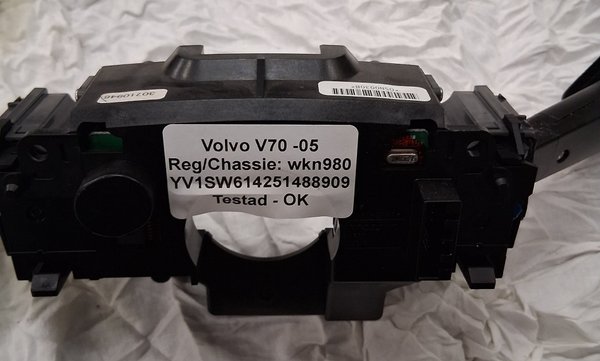 Volvo V70 -05
Reg/Chassie: wkn980
YV1SW614251488909
Testad - OK